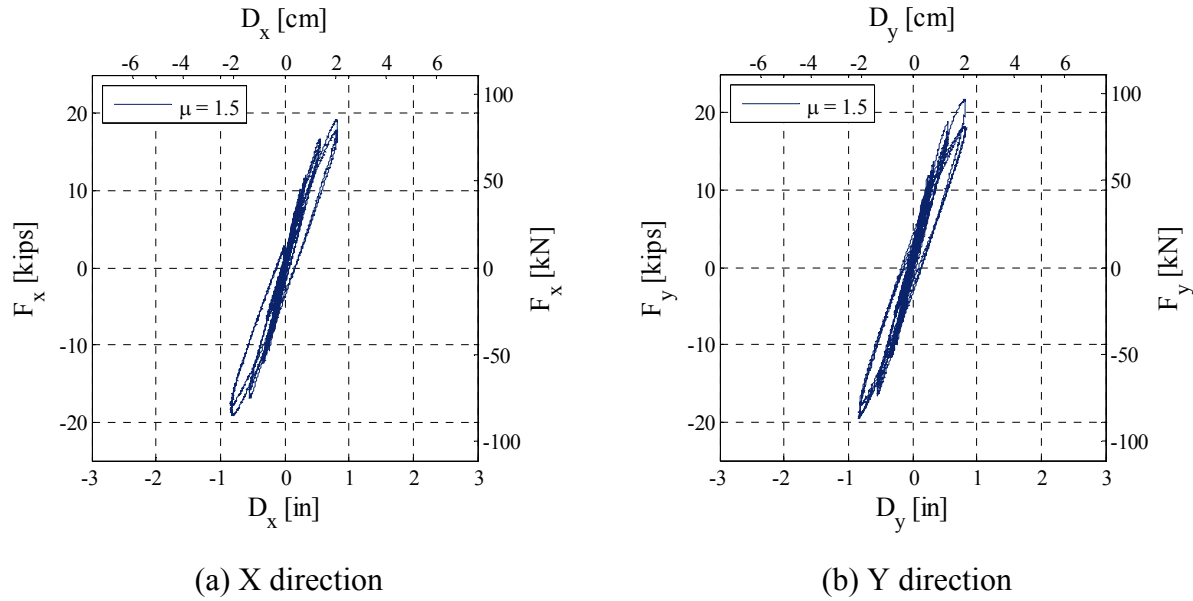 D_x [cm]
-6 -4 -2 0 2 4 6
μ = 1.5
20
10
0
-10
-20
F_x [kips]
100
50
0
-50
-100
F_x [kN]
-3 -2 -1 0 1 2 3
D_x [in]
(a) X direction
D_y [cm]
-6 -4 -2 0 2 4 6
μ = 1.5
20
10
0
-10
-20
F_y [kips]
100
50
0
-50
-100
F_y [kN]
-3 -2 -1 0 1 2 3
D_y [in]
(b) Y direction